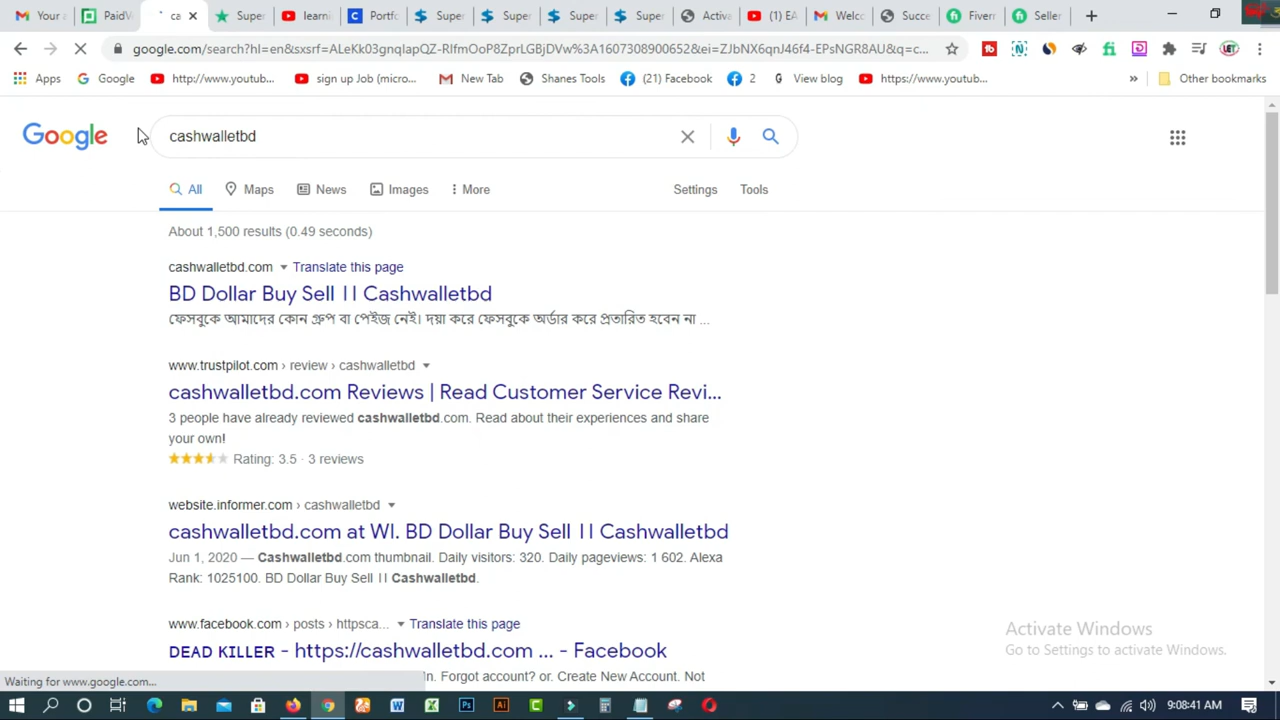 Your a
PaidV
ca
Super
learnin
Portfo
Super
Super
Super
Super
Activa
(1) EA
Welco
Succe
Fiverr
Seller
google.com/search?hl=en&sxsrf=ALeKk03gnqIapQZ-RIfmOoP8ZprLGBjDVw%3A1607308900652&ei=ZJbNX6qnJ46f4-EPsNGR8AU&q=c...
Apps
Google
http://www.youtub...
sign up Job (micro...
New Tab
Shanes Tools
(21) Facebook
2
View blog
https://www.youtub...
»
Other bookmarks
Google
cashwalletbd
All
Maps
News
Images
More
Settings
Tools
About 1,500 results (0.49 seconds)
cashwalletbd.com Translate this page
BD Dollar Buy Sell || Cashwalletbd
ফেসবুকে আমাদের কোন গ্রুপ বা পেইজ নেই। দয়া করে ফেসবুকে অর্ডার করে প্রতারিত হবেন না ...
www.trustpilot.com › review › cashwalletbd
cashwalletbd.com Reviews | Read Customer Service Revi...
3 people have already reviewed cashwalletbd.com. Read about their experiences and share
your own!
Rating: 3.5 · 3 reviews
website.informer.com › cashwalletbd
cashwalletbd.com at WI. BD Dollar Buy Sell || Cashwalletbd
Jun 1, 2020 — Cashwalletbd.com thumbnail. Daily visitors: 320. Daily pageviews: 1 602. Alexa
Rank: 1025100. BD Dollar Buy Sell || Cashwalletbd.
www.facebook.com › posts › httpsca... Translate this page
DEAD KILLER - https://cashwalletbd.com ... - Facebook
In. Forgot account? or. Create New Account. Not
Activate Windows
Go to Settings to activate Windows.
Waiting for www.google.com...
9:08:41 AM